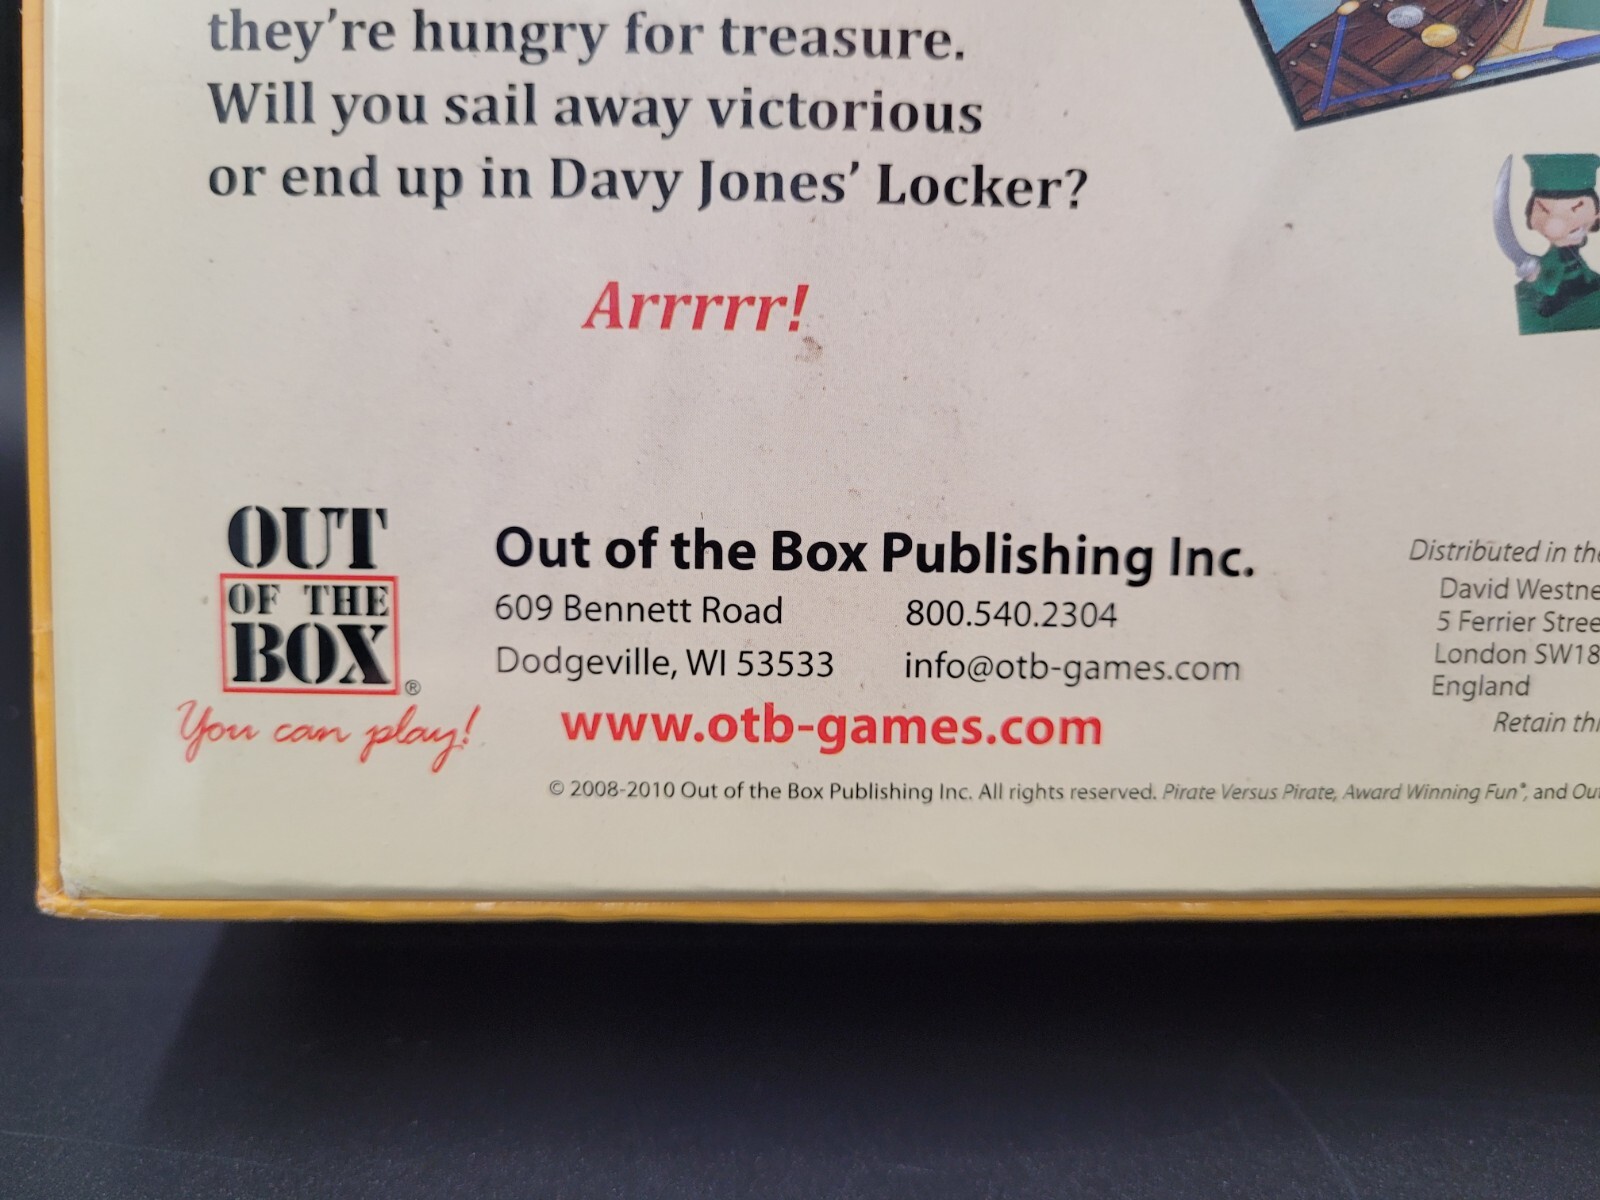 they're hungry for treasure.
Will you sail away victorious
or end up in Davy Jones' Locker?
Arrrrr!
OUT
OF THE
BOX®
You can play!
Out of the Box Publishing Inc.
609 Bennett Road
Dodgeville, WI 53533
800.540.2304
info@otb-games.com
www.otb-games.com
Distributed in the
David Westne
5 Ferrier Stree
London SW18
England
Retain thi
© 2008-2010 Out of the Box Publishing Inc. All rights reserved. Pirate Versus Pirate, Award Winning Fun®, and Out